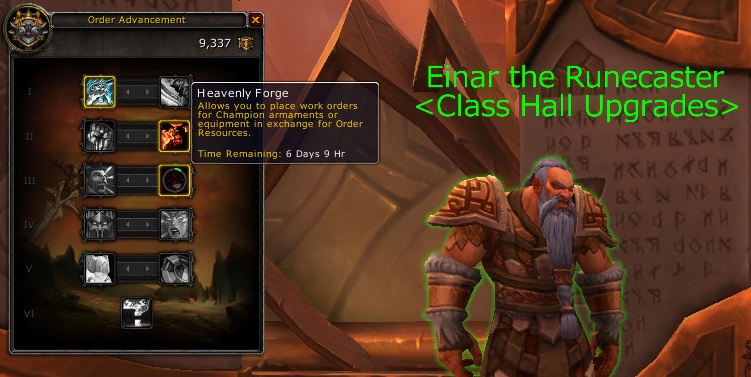 Order Advancement
9,337
I
Heavenly Forge
Allows you to place work orders
for Champion armaments or
equipment in exchange for Order
Resources.
Time Remaining: 6 Days 9 Hr
II
III
IV
V
VI
Einar the Runecaster
<Class Hall Upgrades>